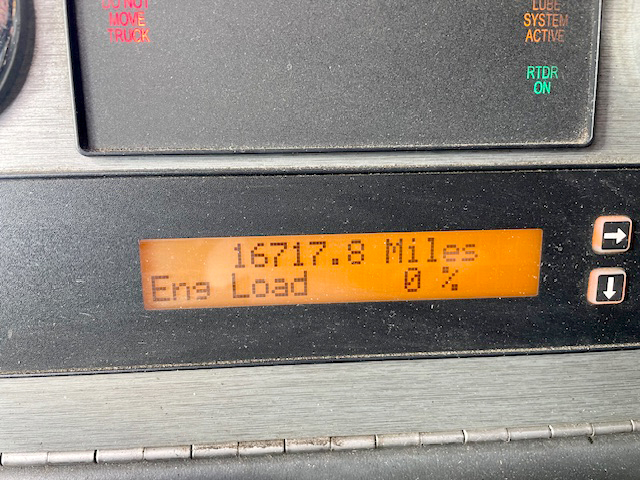 DO NOT
MOVE
TRUCK
LUBE
SYSTEM
ACTIVE
RTDR
ON
16717.8 Miles
Eng Load 0 %